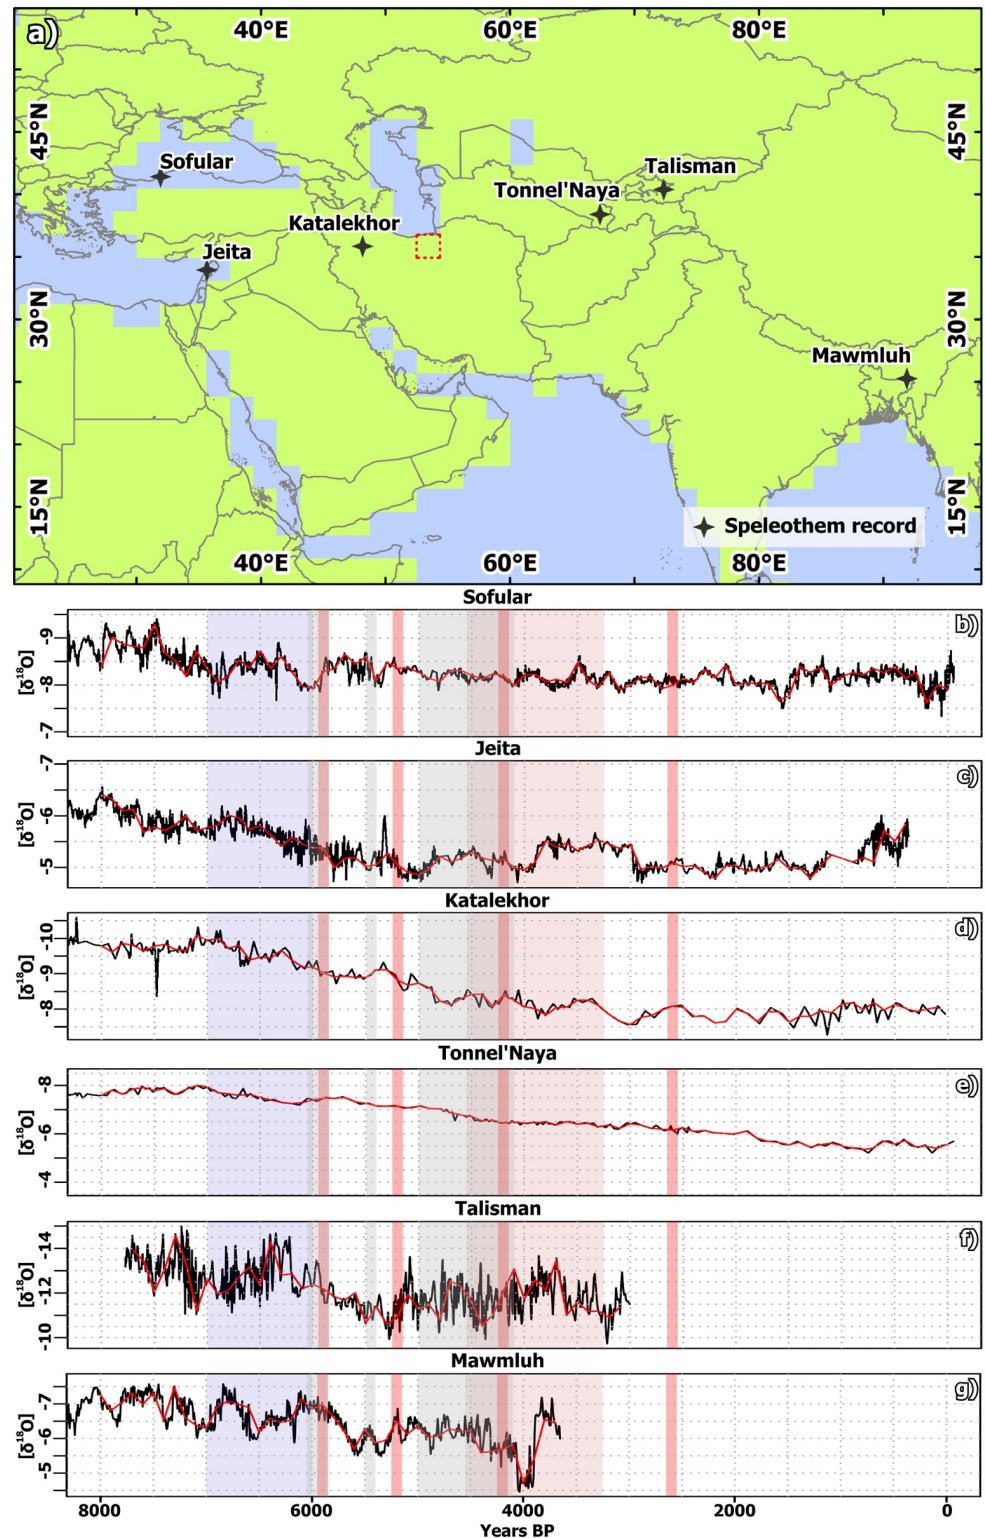 a)
40°E 60°E 80°E
45°N 45°N
Sofular
Talisman
Tonnel'Naya
Katalekhor
Jeita
30°N 30°N
Mawmluh
15°N 15°N
Speleothem record
40°E 60°E 80°E
Sofular
b)
-9
-8
-7
[δ18O]
Jeita
c)
-7
-6
-5
[δ18O]
Katalekhor
d)
-10
-9
-8
[δ18O]
Tonnel'Naya
e)
-8
-6
-4
[δ18O]
Talisman
f)
-14
-12
-10
[δ18O]
Mawmluh
g)
-7
-6
-5
[δ18O]
8000 6000 4000 2000 0
Years BP